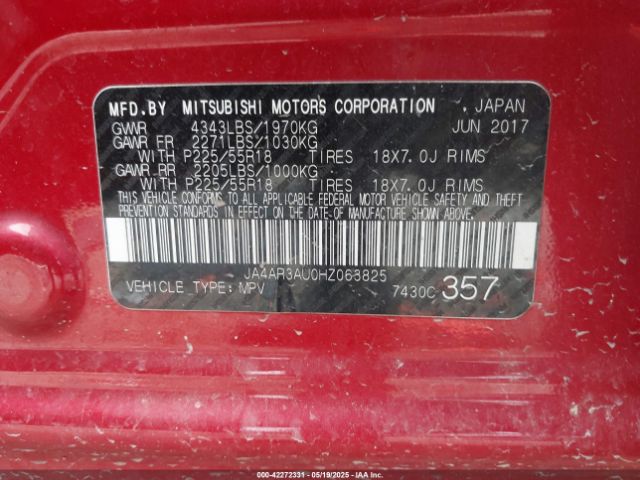 MFD.BY MITSUBISHI MOTORS CORPORATION , JAPAN
GVWR 4343LBS/1970KG JUN 2017
GAWR FR 2271LBS/1030KG
WITH P225/55R18 TIRES 18X7.0J RIMS
GAWR RR 2205LBS/1000KG
WITH P225/55R18 TIRES 18X7.0J RIMS
THIS VEHICLE CONFORMS TO ALL APPLICABLE FEDERAL MOTOR VEHICLE SAFETY AND THEFT
PREVENTION STANDARDS IN EFFECT ON THE DATE OF MANUFACTURE SHOWN ABOVE.
JA4AR3AU0HZ063825
VEHICLE TYPE: MPV 7430C 357
000-42272331 - 05/19/2025 - ©IAA Holdings, LLC